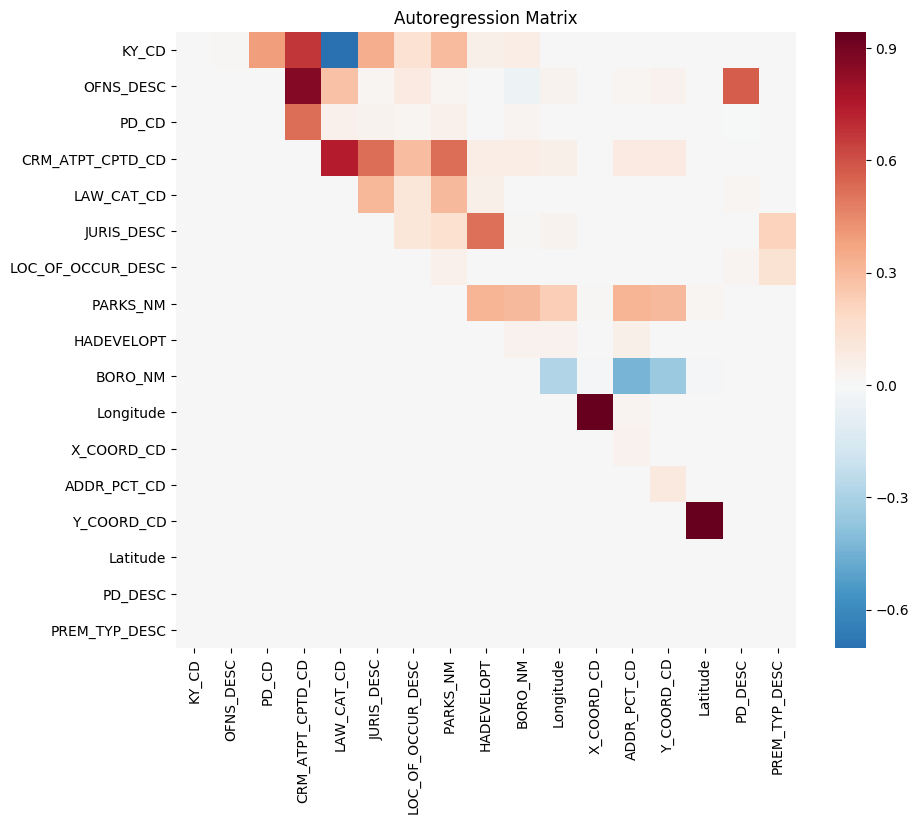 Autoregression Matrix
KY_CD
OFNS_DESC
PD_CD
CRM_ATPT_CPTD_CD
LAW_CAT_CD
JURIS_DESC
LOC_OF_OCCUR_DESC
PARKS_NM
HADEVELOPT
BORO_NM
Longitude
X_COORD_CD
ADDR_PCT_CD
Y_COORD_CD
Latitude
PD_DESC
PREM_TYP_DESC
KY_CD
OFNS_DESC
PD_CD
CRM_ATPT_CPTD_CD
LAW_CAT_CD
JURIS_DESC
LOC_OF_OCCUR_DESC
PARKS_NM
HADEVELOPT
BORO_NM
Longitude
X_COORD_CD
ADDR_PCT_CD
Y_COORD_CD
Latitude
PD_DESC
PREM_TYP_DESC
0.9
0.6
0.3
0.0
−0.3
−0.6